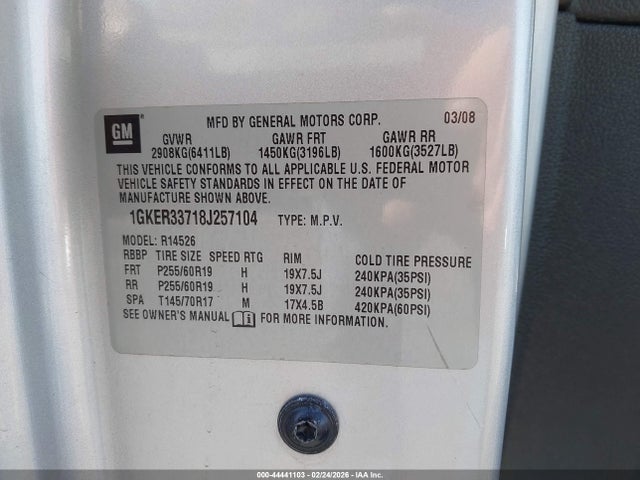 GM
MFD BY GENERAL MOTORS CORP. 03/08
GVWR GAWR FRT GAWR RR
2908KG(6411LB) 1450KG(3196LB) 1600KG(3527LB)
THIS VEHICLE CONFORMS TO ALL APPLICABLE U.S. FEDERAL MOTOR
VEHICLE SAFETY STANDARDS IN EFFECT ON THE DATE OF
MANUFACTURE SHOWN ABOVE.
1GKER33718J257104 TYPE: M.P.V.
MODEL: R14526
RBBP TIRE SIZE SPEED RTG RIM COLD TIRE PRESSURE
FRT P255/60R19 H 19X7.5J 240KPA(35PSI)
RR P255/60R19 H 19X7.5J 240KPA(35PSI)
SPA T145/70R17 M 17X4.5B 420KPA(60PSI)
SEE OWNER'S MANUAL FOR MORE INFORMATION.
000-44441103 - 02/24/2026 - COPYRIGHT IAA, LLC